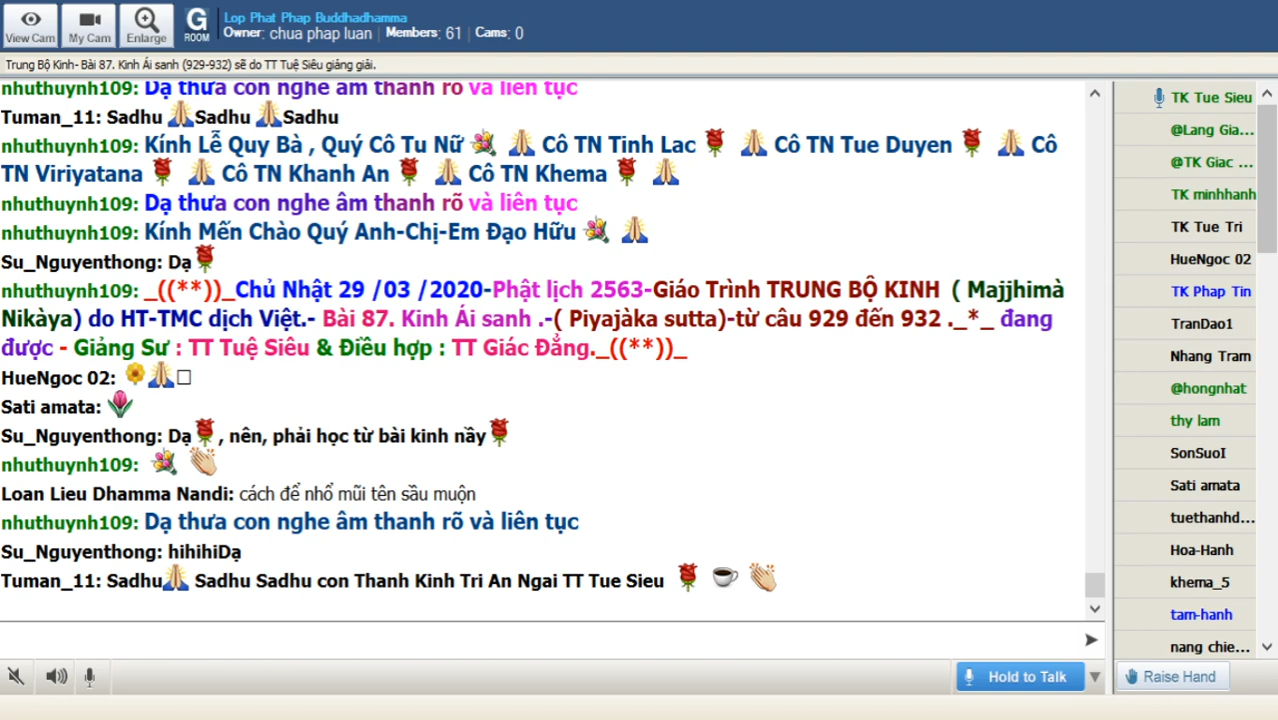 View Cam
My Cam
Enlarge
G
ROOM
Lop Phat Phap Buddhadhamma
Owner: chua phap luan | Members: 61 | Cams: 0
Trung Bộ Kinh- Bài 87. Kinh Ái sanh (929-932) sẽ do TT Tuệ Siêu giảng giải.
nhuthuynh109: Dạ thưa con nghe âm thanh rõ và liên tục
Tuman_11: Sadhu 🙏Sadhu 🙏Sadhu
nhuthuynh109: Kính Lễ Quy Bà , Quý Cô Tu Nữ 💐 🙏 Cô TN Tinh Lac 🌹 🙏 Cô TN Tue Duyen 🌹 🙏 Cô
TN Viriyatana 🌹 🙏 Cô TN Khanh An 🌹 🙏 Cô TN Khema 🌹 🙏
nhuthuynh109: Dạ thưa con nghe âm thanh rõ và liên tục
nhuthuynh109: Kính Mến Chào Quý Anh-Chị-Em Đạo Hữu 💐 🙏
Su_Nguyenthong: Dạ🌹
nhuthuynh109: _((**))_Chủ Nhật 29 /03 /2020-Phật lịch 2563-Giáo Trình TRUNG BỘ KINH ( Majjhimà
Nikàya) do HT-TMC dịch Việt.- Bài 87. Kinh Ái sanh .-( Piyajàka sutta)-từ câu 929 đến 932 ._*_ đang
được - Giảng Sư : TT Tuệ Siêu & Điều hợp : TT Giác Đẳng._((**))_
HueNgoc 02: 🌼🙏□
Sati amata: 🌷
Su_Nguyenthong: Dạ🌹, nên, phải học từ bài kinh nầy🌹
nhuthuynh109: 💐 👏
Loan Lieu Dhamma Nandi: cách để nhổ mũi tên sầu muộn
nhuthuynh109: Dạ thưa con nghe âm thanh rõ và liên tục
Su_Nguyenthong: hihihiDạ
Tuman_11: Sadhu🙏 Sadhu Sadhu con Thanh Kinh Tri An Ngai TT Tue Sieu 🌹 ☕ 👏
Hold to Talk
TK Tue Sieu
@Lang Gia...
@TK Giac ...
TK minhhanh
TK Tue Tri
HueNgoc 02
TK Phap Tin
TranDao1
Nhang Tram
@hongnhat
thy lam
SonSuoI
Sati amata
tuethanhd...
Hoa-Hanh
khema_5
tam-hanh
nang chie...
Raise Hand